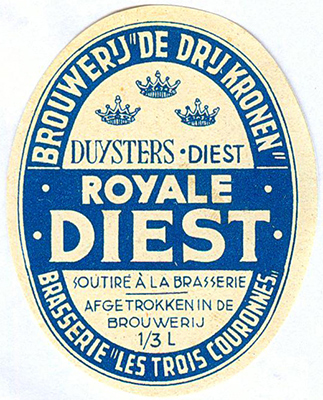 BROUWERIJ "DE DRIJ KRONEN"
DUYSTERS • DIEST
ROYALE
• DIEST •
SOUTIRÉ À LA BRASSERIE
AFGETROKKEN IN DE
BROUWERIJ
1/3 L
BRASSERIE "LES TROIS COURONNES"